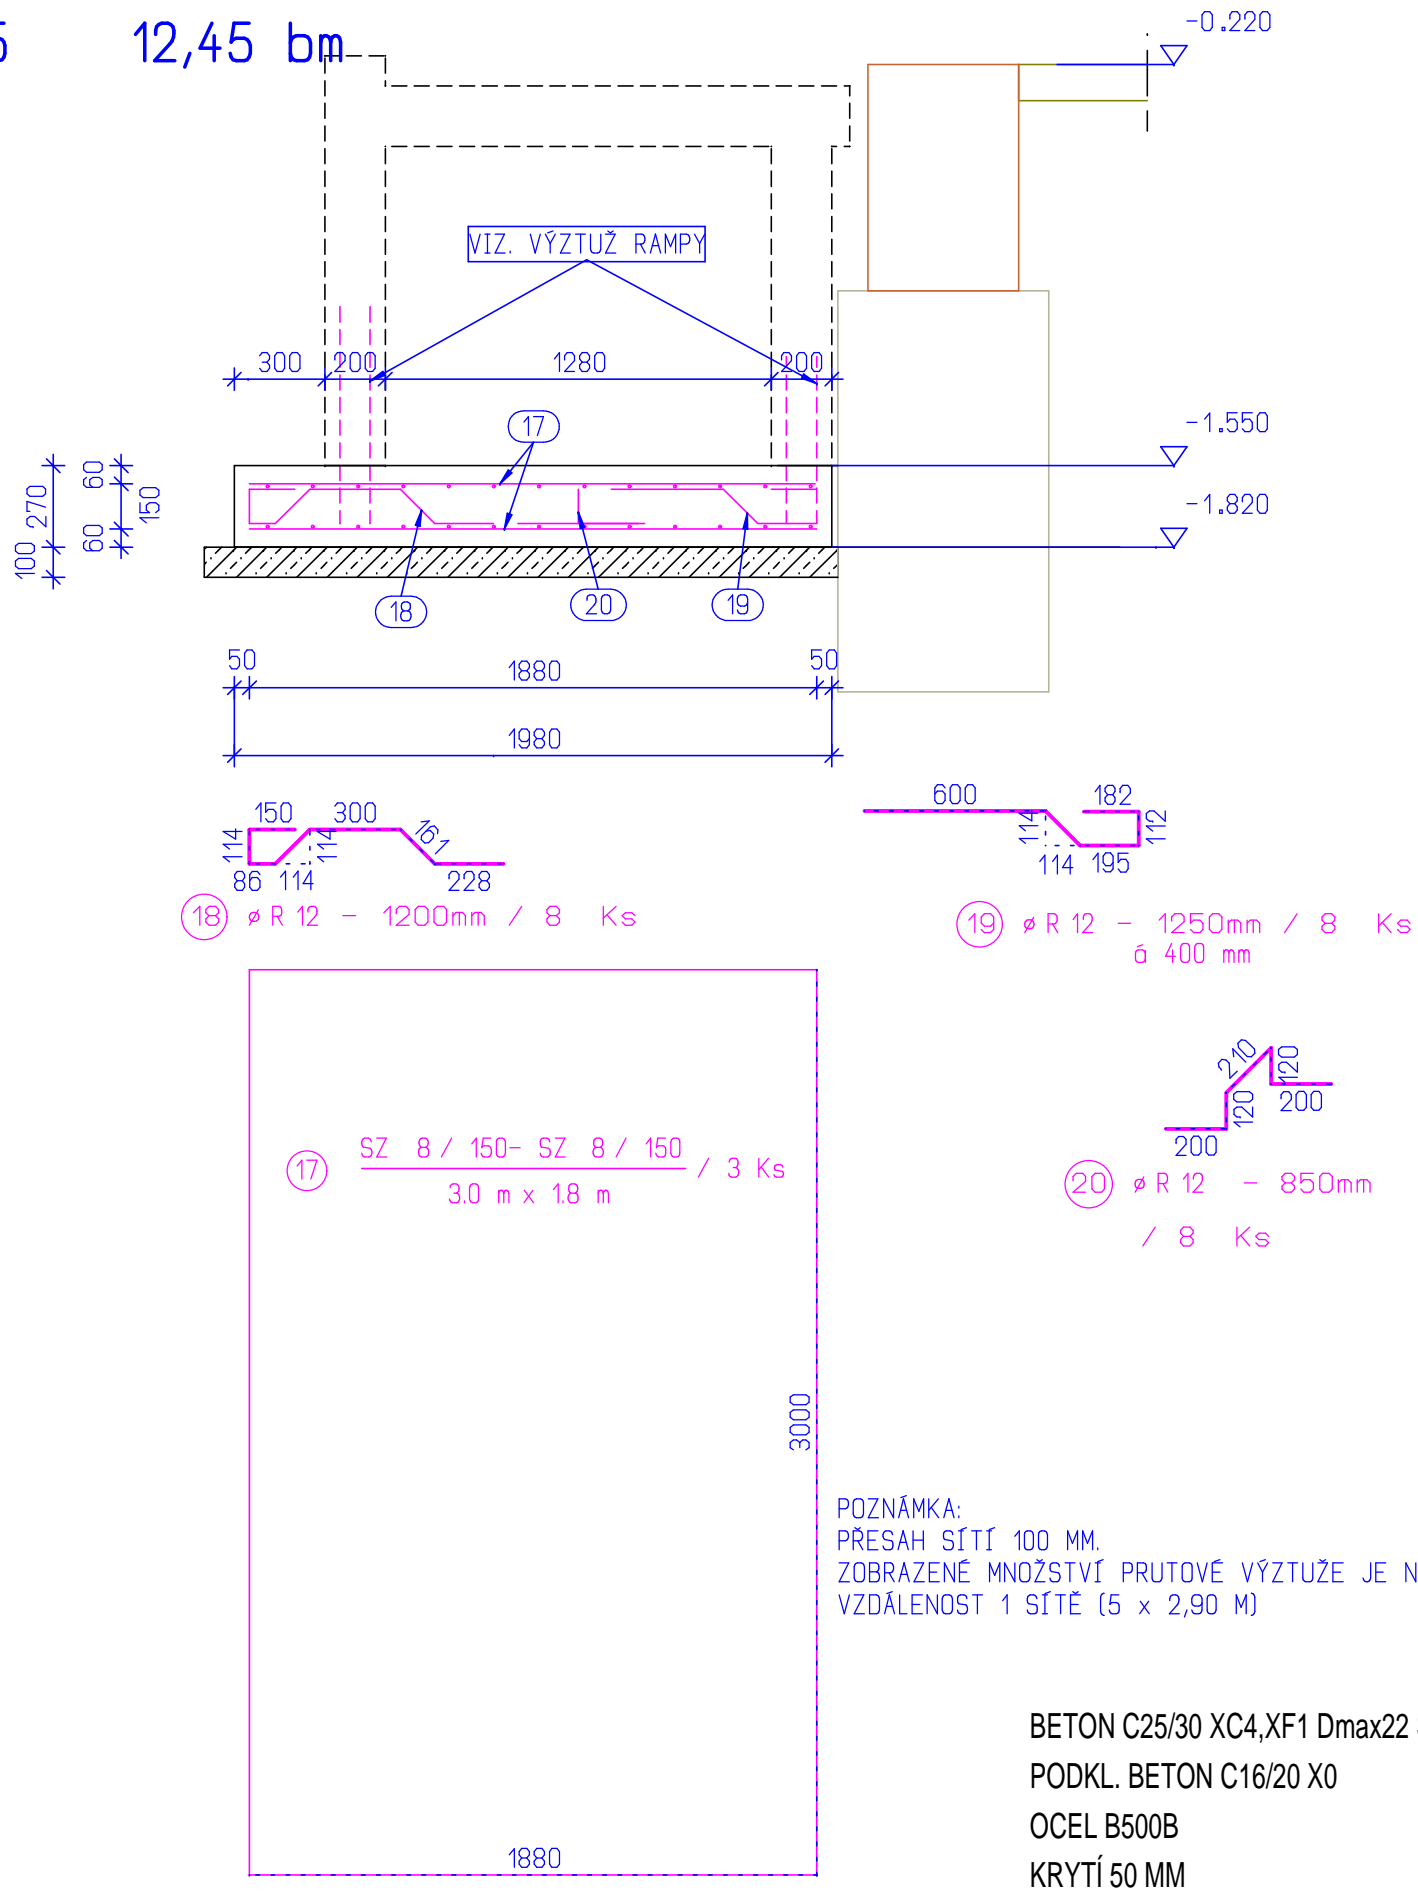 12,45 bm
-0.220
VIZ. VÝZTUŽ RAMPY
300 200 1280 200
-1.550
17
60
270 150
60
100
-1.820
18 20 19
50 1880 50
1980
150 300
114 114 161
86 114 228
18 ø R 12 - 1200mm / 8 Ks
600 182
114 112
114 195
19 ø R 12 - 1250mm / 8 Ks
á 400 mm
210 120
120 200
200
20 ø R 12 - 850mm
/ 8 Ks
17 SZ 8 / 150- SZ 8 / 150 / 3 Ks
3.0 m x 1.8 m
3000
1880
POZNÁMKA:
PŘESAH SÍTÍ 100 MM.
ZOBRAZENÉ MNOŽSTVÍ PRUTOVÉ VÝZTUŽE JE N
VZDÁLENOST 1 SÍTĚ (5 x 2,90 M)
BETON C25/30 XC4,XF1 Dmax22
PODKL. BETON C16/20 X0
OCEL B500B
KRYTÍ 50 MM